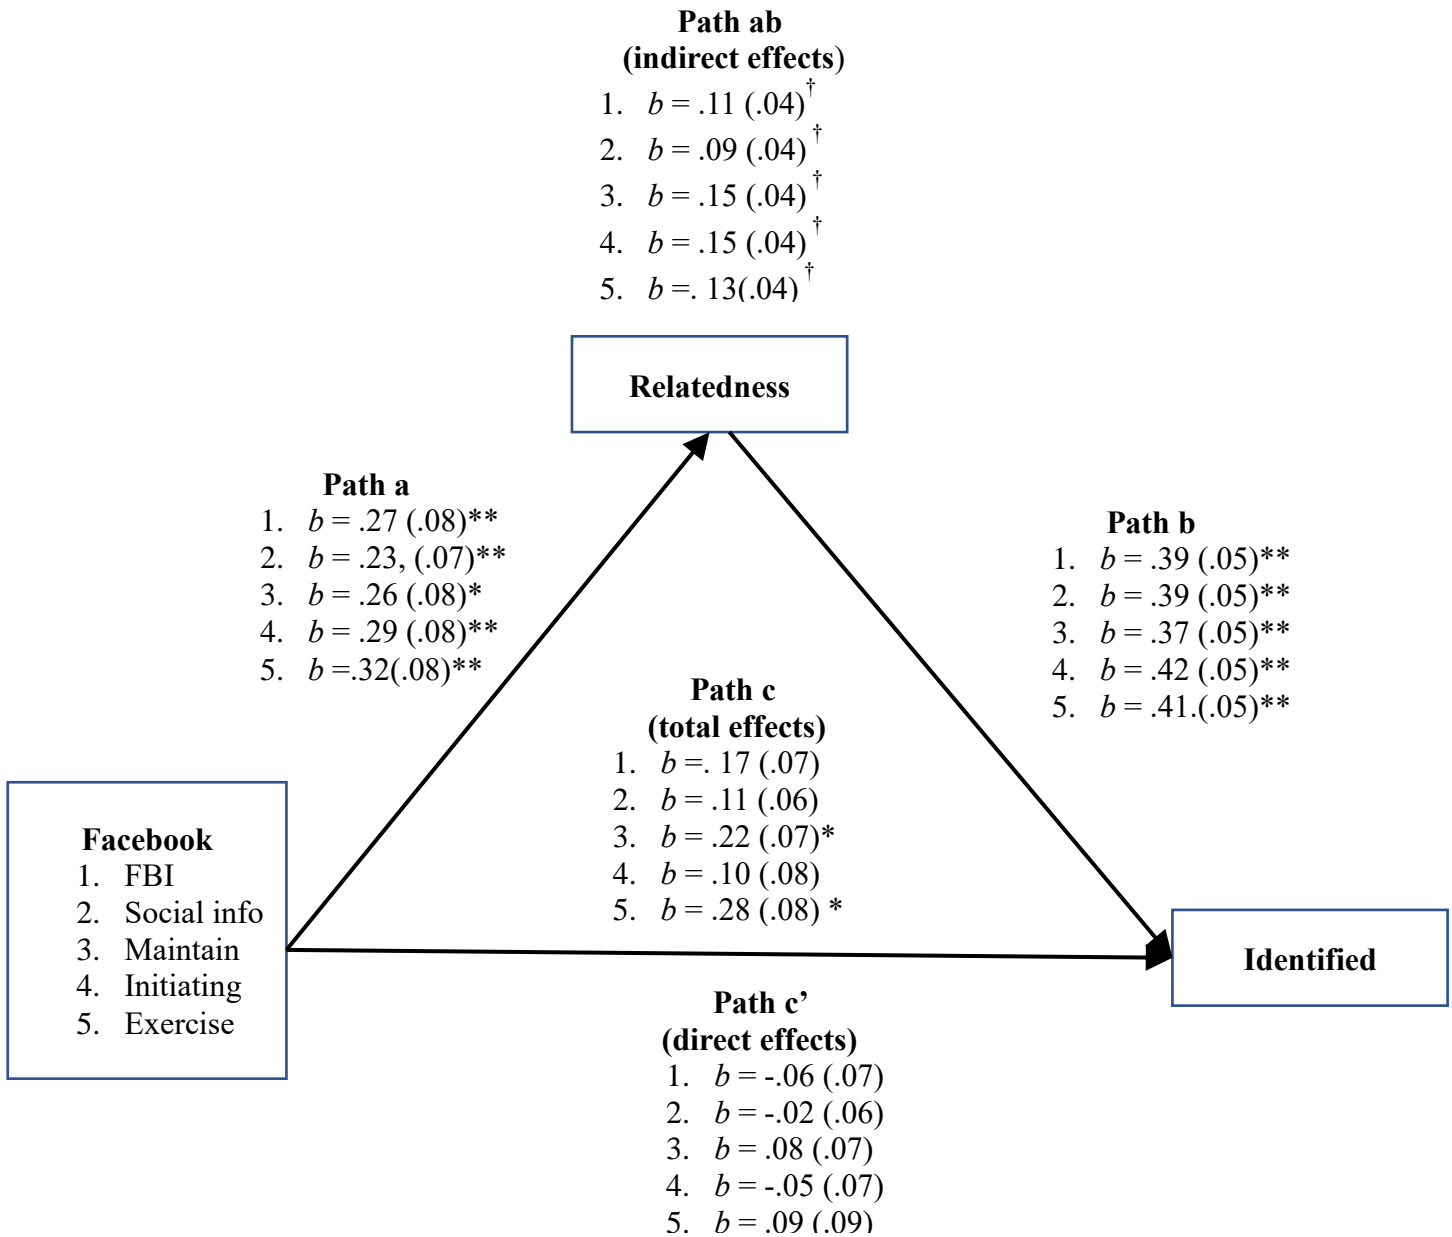 Path ab
(indirect effects)
1. b = .11 (.04)†
2. b = .09 (.04)†
3. b = .15 (.04)†
4. b = .15 (.04)†
5. b =. 13(.04)†
Relatedness
Path a
1. b = .27 (.08)**
2. b = .23, (.07)**
3. b = .26 (.08)*
4. b = .29 (.08)**
5. b =.32(.08)**
Path b
1. b = .39 (.05)**
2. b = .39 (.05)**
3. b = .37 (.05)**
4. b = .42 (.05)**
5. b = .41.(.05)**
Path c
(total effects)
1. b =. 17 (.07)
2. b = .11 (.06)
3. b = .22 (.07)*
4. b = .10 (.08)
5. b = .28 (.08) *
Facebook
1. FBI
2. Social info
3. Maintain
4. Initiating
5. Exercise
Identified
Path c’
(direct effects)
1. b = -.06 (.07)
2. b = -.02 (.06)
3. b = .08 (.07)
4. b = -.05 (.07)
5. b = .09 (.09)